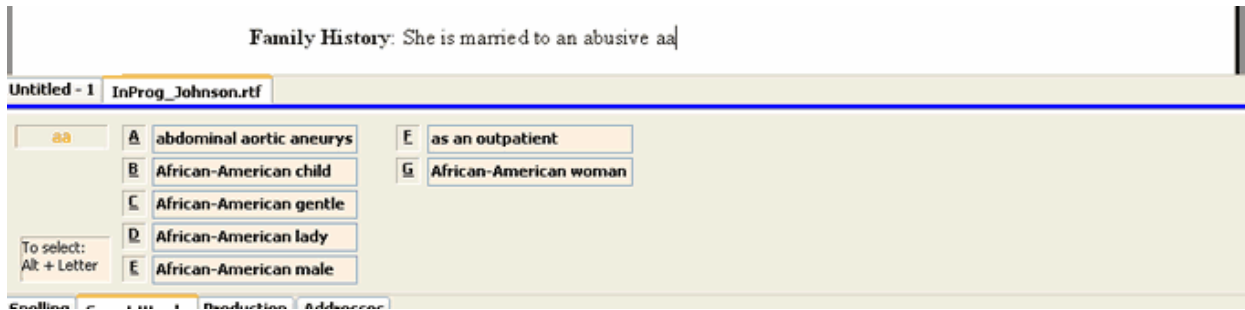 Family History: She is married to an abusive aa
Untitled - 1 InProg_Johnson.rtf
aa A abdominal aortic aneurys F as an outpatient
B African-American child G African-American woman
C African-American gentle
D African-American lady
To select:
Alt + Letter E African-American male
Spelling Production Addresses